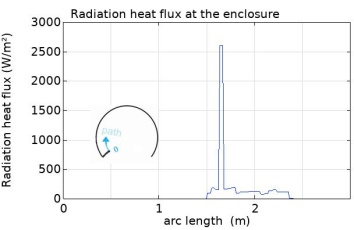 Radiation heat flux at the enclosure
Radiation heat flux (W/m²)
3000
2500
2000
1500
1000
500
0
path
0
0
1
2
arc length (m)